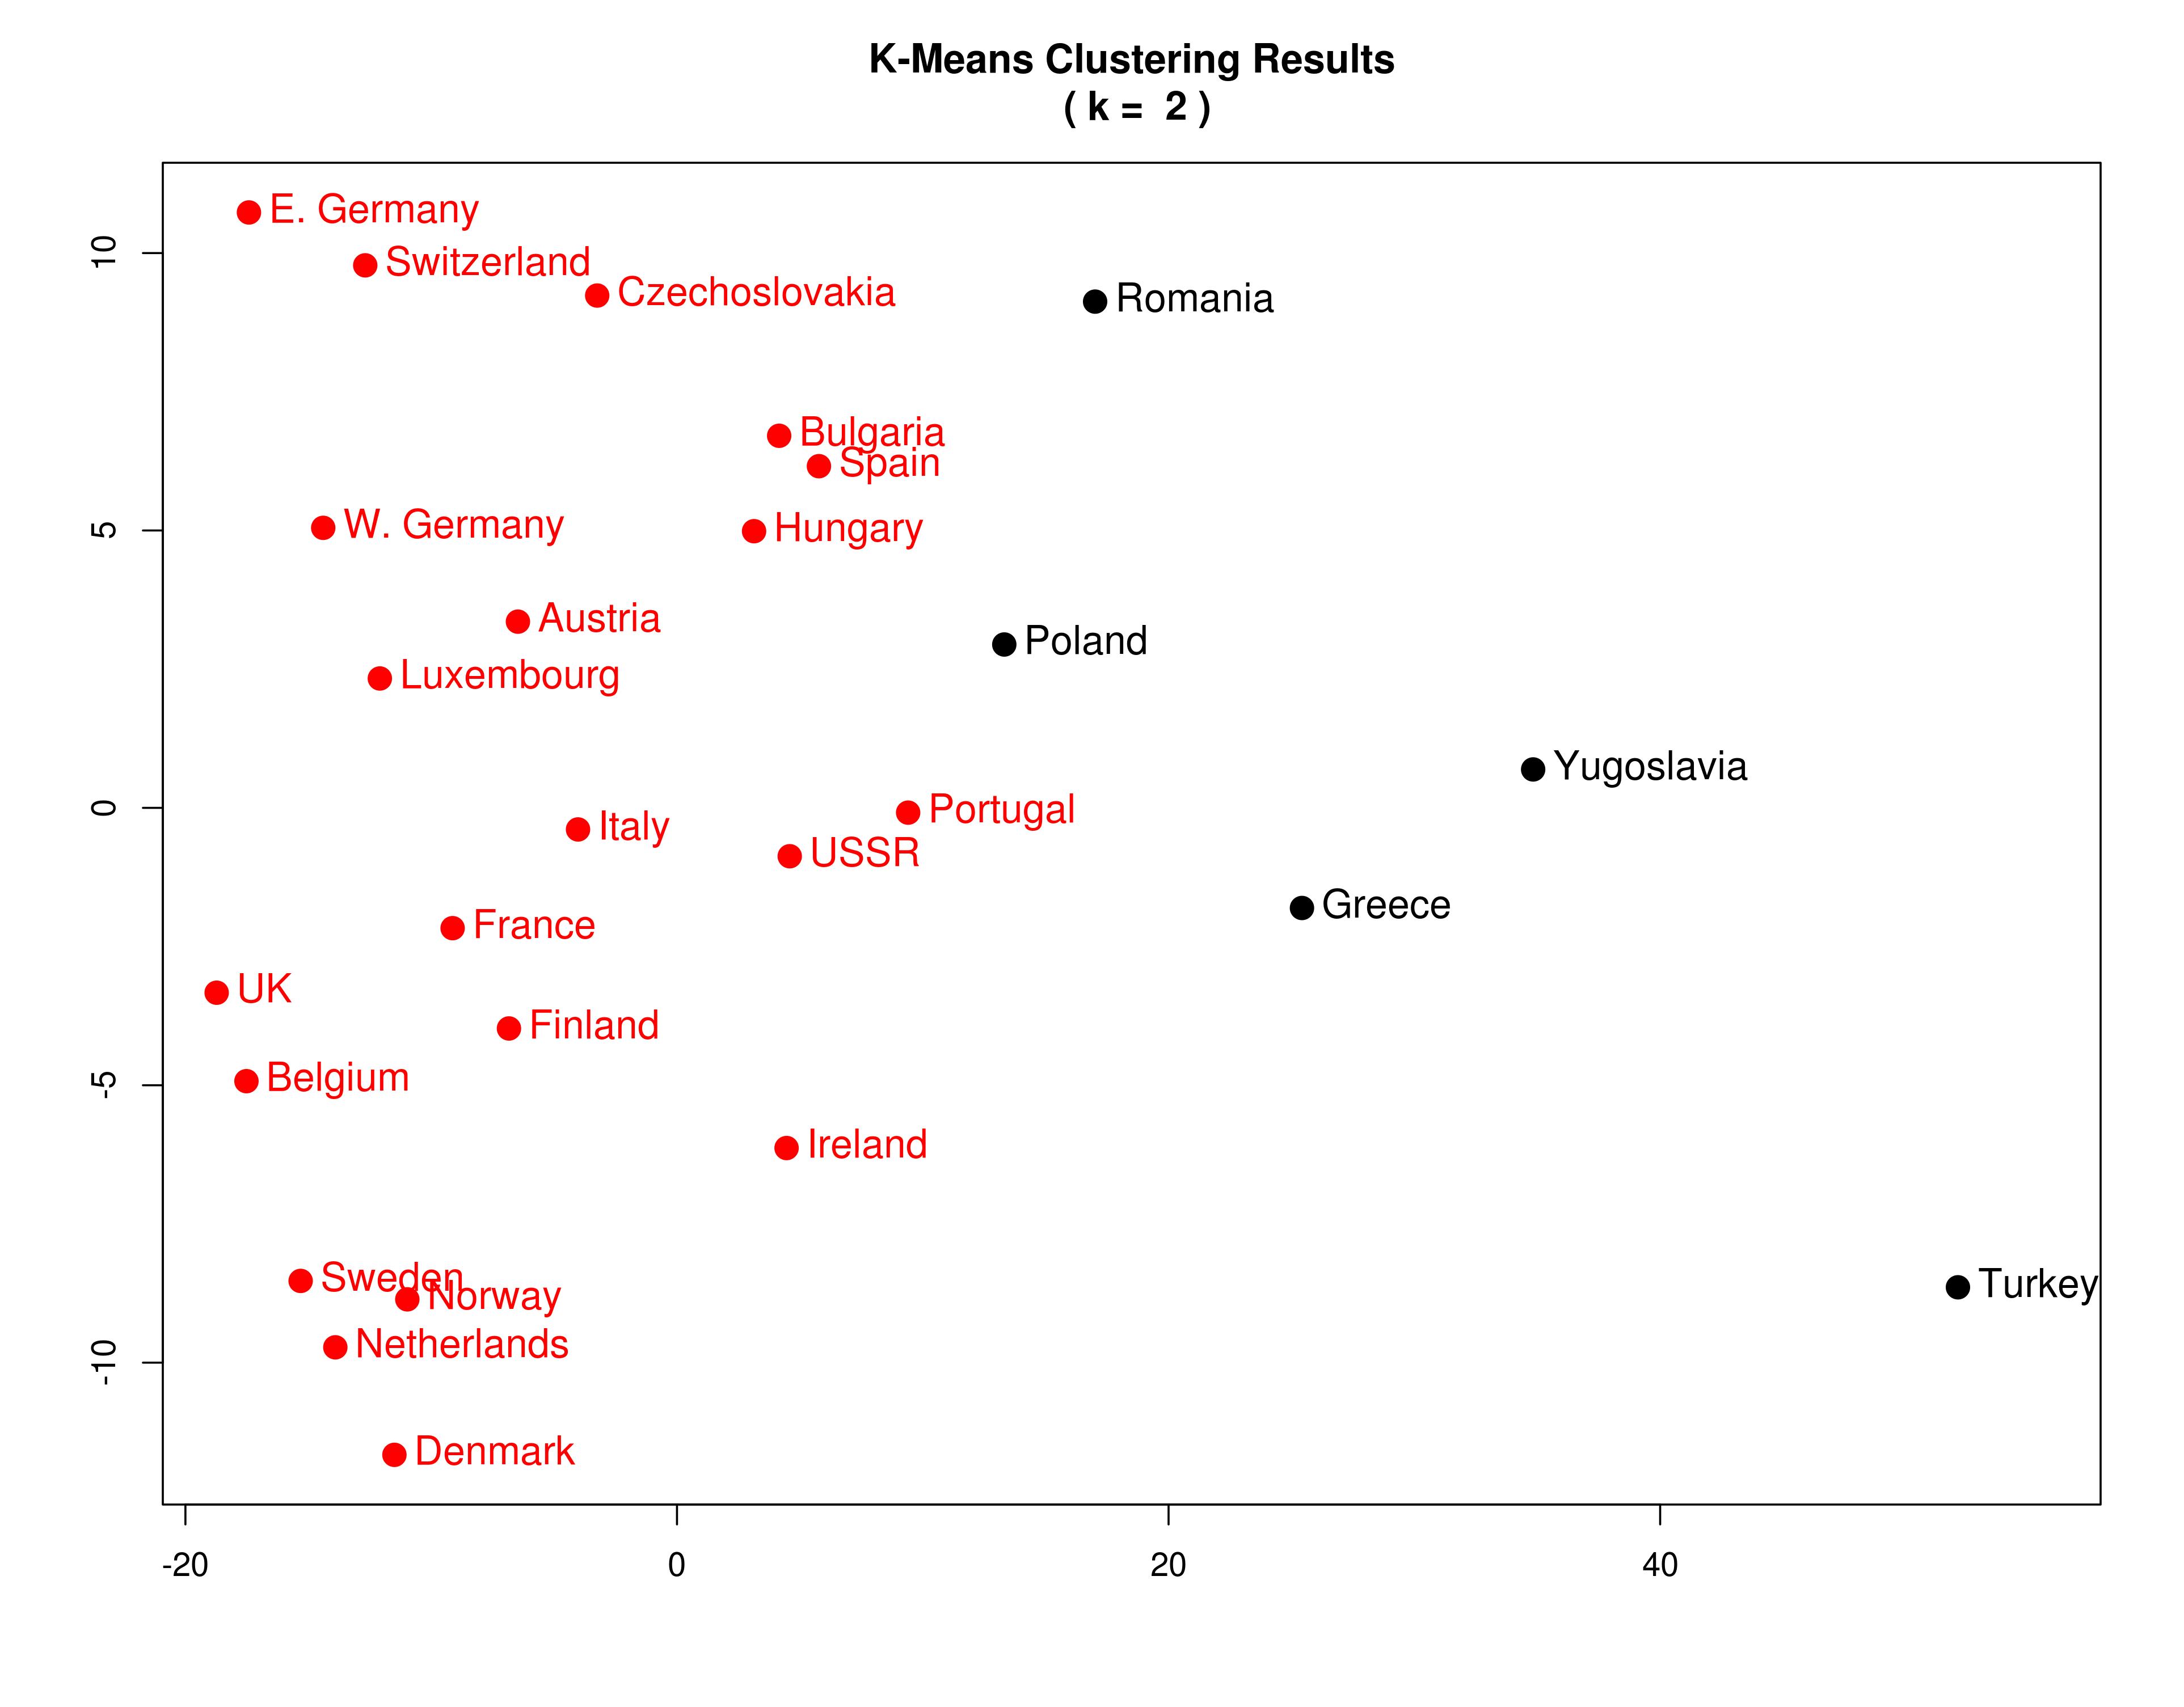 K-Means Clustering Results
( k = 2 )
E. Germany
Switzerland
Czechoslovakia
Romania
Bulgaria
Spain
W. Germany
Hungary
Austria
Poland
Luxembourg
Yugoslavia
Portugal
Italy
USSR
Greece
France
UK
Finland
Belgium
Ireland
Sweden
Norway
Turkey
Netherlands
Denmark
10
5
0
-5
-10
-20
0
20
40